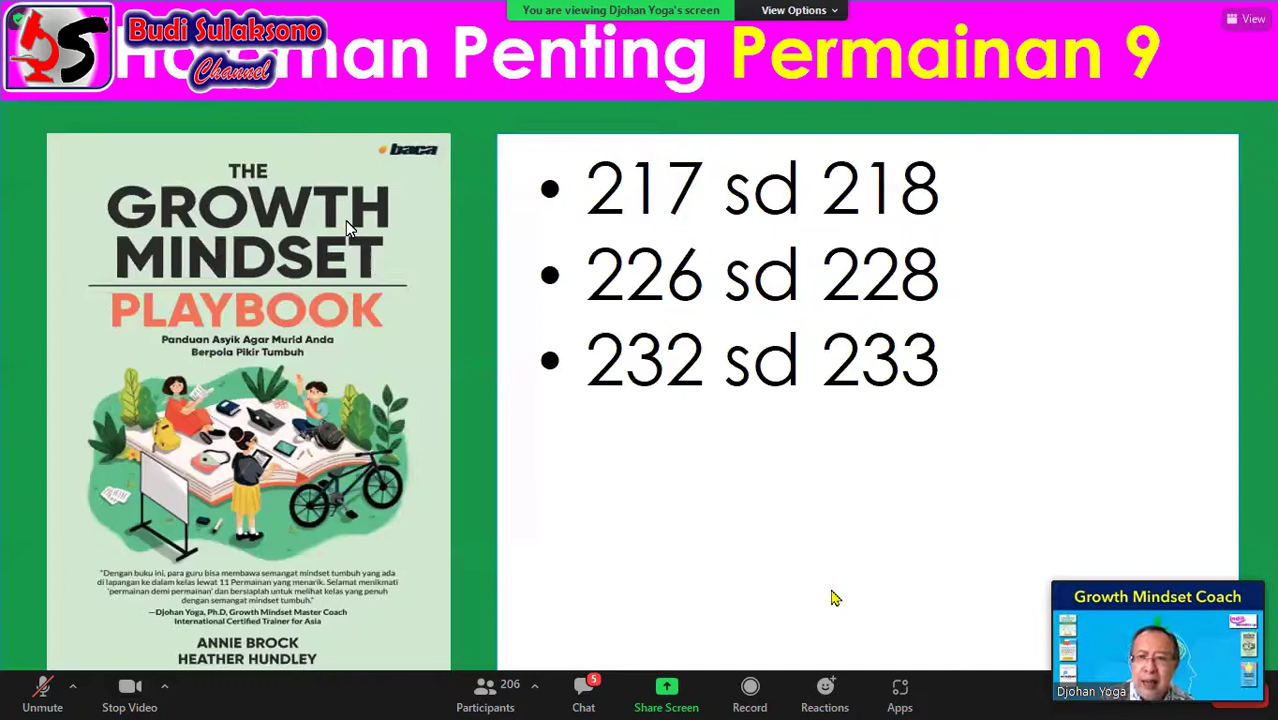 You are viewing Djohan Yoga's screen
View Options
View
Budi Sulaksono
Channel
Penting Permainan 9
baca
THE
GROWTH
MINDSET
PLAYBOOK
Panduan Asyik Agar Murid Anda
Berpola Pikir Tumbuh
"Dengan buku ini, para guru bisa membawa semangat mindset tumbuh yang ada
di lapangan ke dalam kelas lewat 11 Permainan yang menarik. Selamat menikmati
'permainan demi permainan' dan bersiaplah untuk melihat kelas yang penuh
dengan semangat mindset tumbuh."
—Djohan Yoga, Ph.D, Growth Mindset Master Coach
International Certified Trainer for Asia
ANNIE BROCK
HEATHER HUNDLEY
• 217 sd 218
• 226 sd 228
• 232 sd 233
Growth Mindset Coach
Djohan Yoga
Unmute
Stop Video
206
Participants
5
Chat
Share Screen
Record
Reactions
Apps